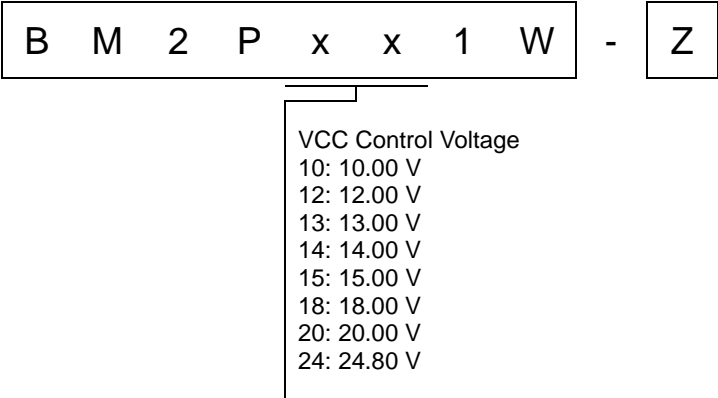 B M 2 P x x 1 W - Z
VCC Control Voltage
10: 10.00 V
12: 12.00 V
13: 13.00 V
14: 14.00 V
15: 15.00 V
18: 18.00 V
20: 20.00 V
24: 24.80 V